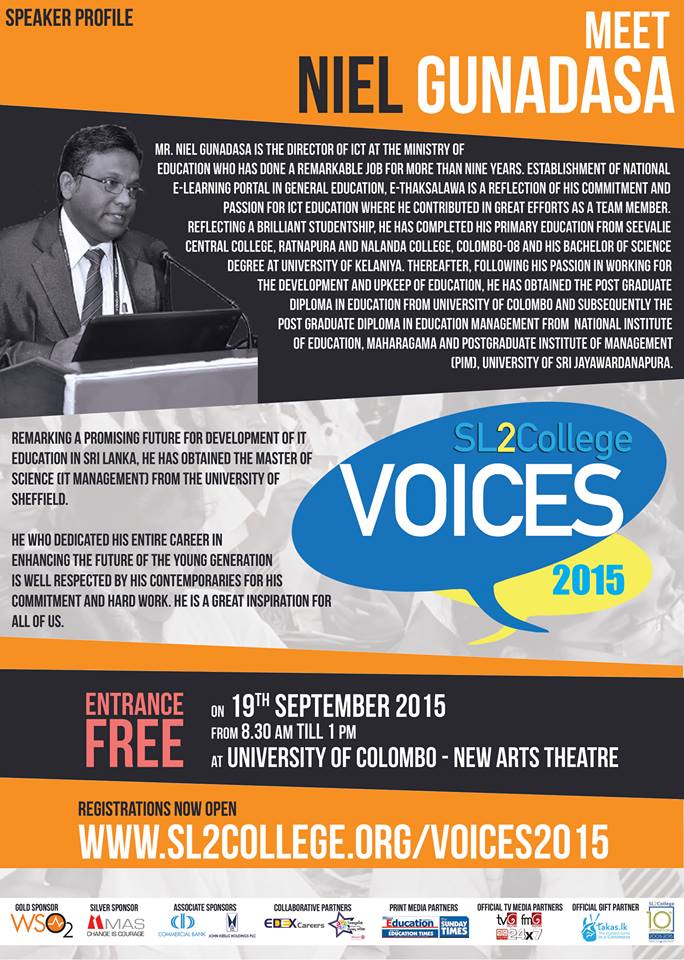 SPEAKER PROFILE
MEET
NIEL GUNADASA
MR. NIEL GUNADASA IS THE DIRECTOR OF ICT AT THE MINISTRY OF
EDUCATION WHO HAS DONE A REMARKABLE JOB FOR MORE THAN NINE YEARS. ESTABLISHMENT OF NATIONAL
E-LEARNING PORTAL IN GENERAL EDUCATION, E-THAKSALAWA IS A REFLECTION OF HIS COMMITMENT AND
PASSION FOR ICT EDUCATION WHERE HE CONTRIBUTED IN GREAT EFFORTS AS A TEAM MEMBER.
REFLECTING A BRILLIANT STUDENTSHIP, HE HAS COMPLETED HIS PRIMARY EDUCATION FROM SEEVALIE
CENTRAL COLLEGE, RATNAPURA AND NALANDA COLLEGE, COLOMBO-08 AND HIS BACHELOR OF SCIENCE
DEGREE AT UNIVERSITY OF KELANIYA. THEREAFTER, FOLLOWING HIS PASSION IN WORKING FOR
THE DEVELOPMENT AND UPKEEP OF EDUCATION, HE HAS OBTAINED THE POST GRADUATE
DIPLOMA IN EDUCATION FROM UNIVERSITY OF COLOMBO AND SUBSEQUENTLY THE
POST GRADUATE DIPLOMA IN EDUCATION MANAGEMENT FROM NATIONAL INSTITUTE
OF EDUCATION, MAHARAGAMA AND POSTGRADUATE INSTITUTE OF MANAGEMENT
(PIM), UNIVERSITY OF SRI JAYAWARDANAPURA.
REMARKING A PROMISING FUTURE FOR DEVELOPMENT OF IT
EDUCATION IN SRI LANKA, HE HAS OBTAINED THE MASTER OF
SCIENCE (IT MANAGEMENT) FROM THE UNIVERSITY OF
SHEFFIELD.
HE WHO DEDICATED HIS ENTIRE CAREER IN
ENHANCING THE FUTURE OF THE YOUNG GENERATION
IS WELL RESPECTED BY HIS CONTEMPORARIES FOR HIS
COMMITMENT AND HARD WORK. HE IS A GREAT INSPIRATION FOR
ALL OF US.
SL2College
VOICES
2015
ENTRANCE
FREE
ON 19TH SEPTEMBER 2015
FROM 8.30 AM TILL 1 PM
AT UNIVERSITY OF COLOMBO - NEW ARTS THEATRE
REGISTRATIONS NOW OPEN
WWW.SL2COLLEGE.ORG/VOICES2015
GOLD SPONSOR
WSO2
SILVER SPONSOR
MAS
CHANGE IS COURAGE
ASSOCIATE SPONSORS
COMMERCIAL BANK
JOHN KEELLS HOLDINGS PLC
COLLABORATIVE PARTNERS
EDEX Careers
PRINT MEDIA PARTNERS
Education
EDUCATION TIMES
SUNDAY TIMES
OFFICIAL TV MEDIA PARTNERS
24x7
OFFICIAL GIFT PARTNER
takas.lk
SL2College
10
2005-2015